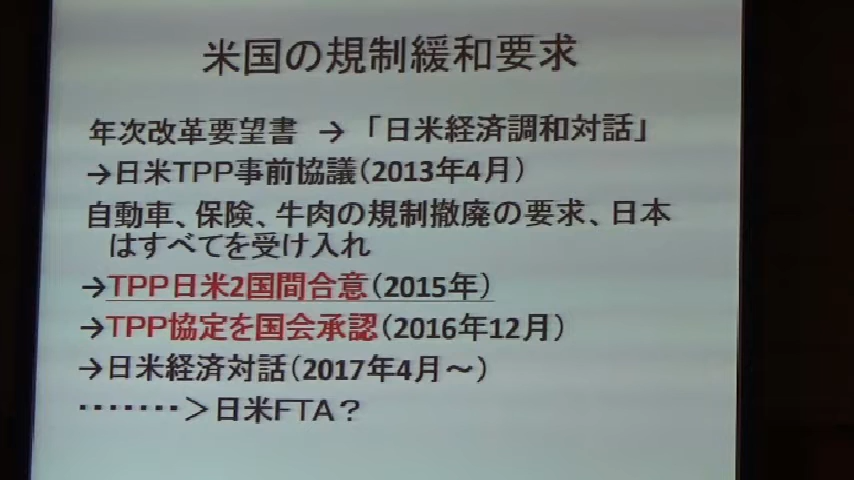 米国の規制緩和要求
年次改革要望書 → 「日米経済調和対話」
→日米TPP事前協議（2013年4月）
自動車、保険、牛肉の規制撤廃の要求、日本
はすべてを受け入れ
→TPP日米2国間合意（2015年）
→TPP協定を国会承認（2016年12月）
→日米経済対話（2017年4月～）
・・・・・・・＞日米FTA？